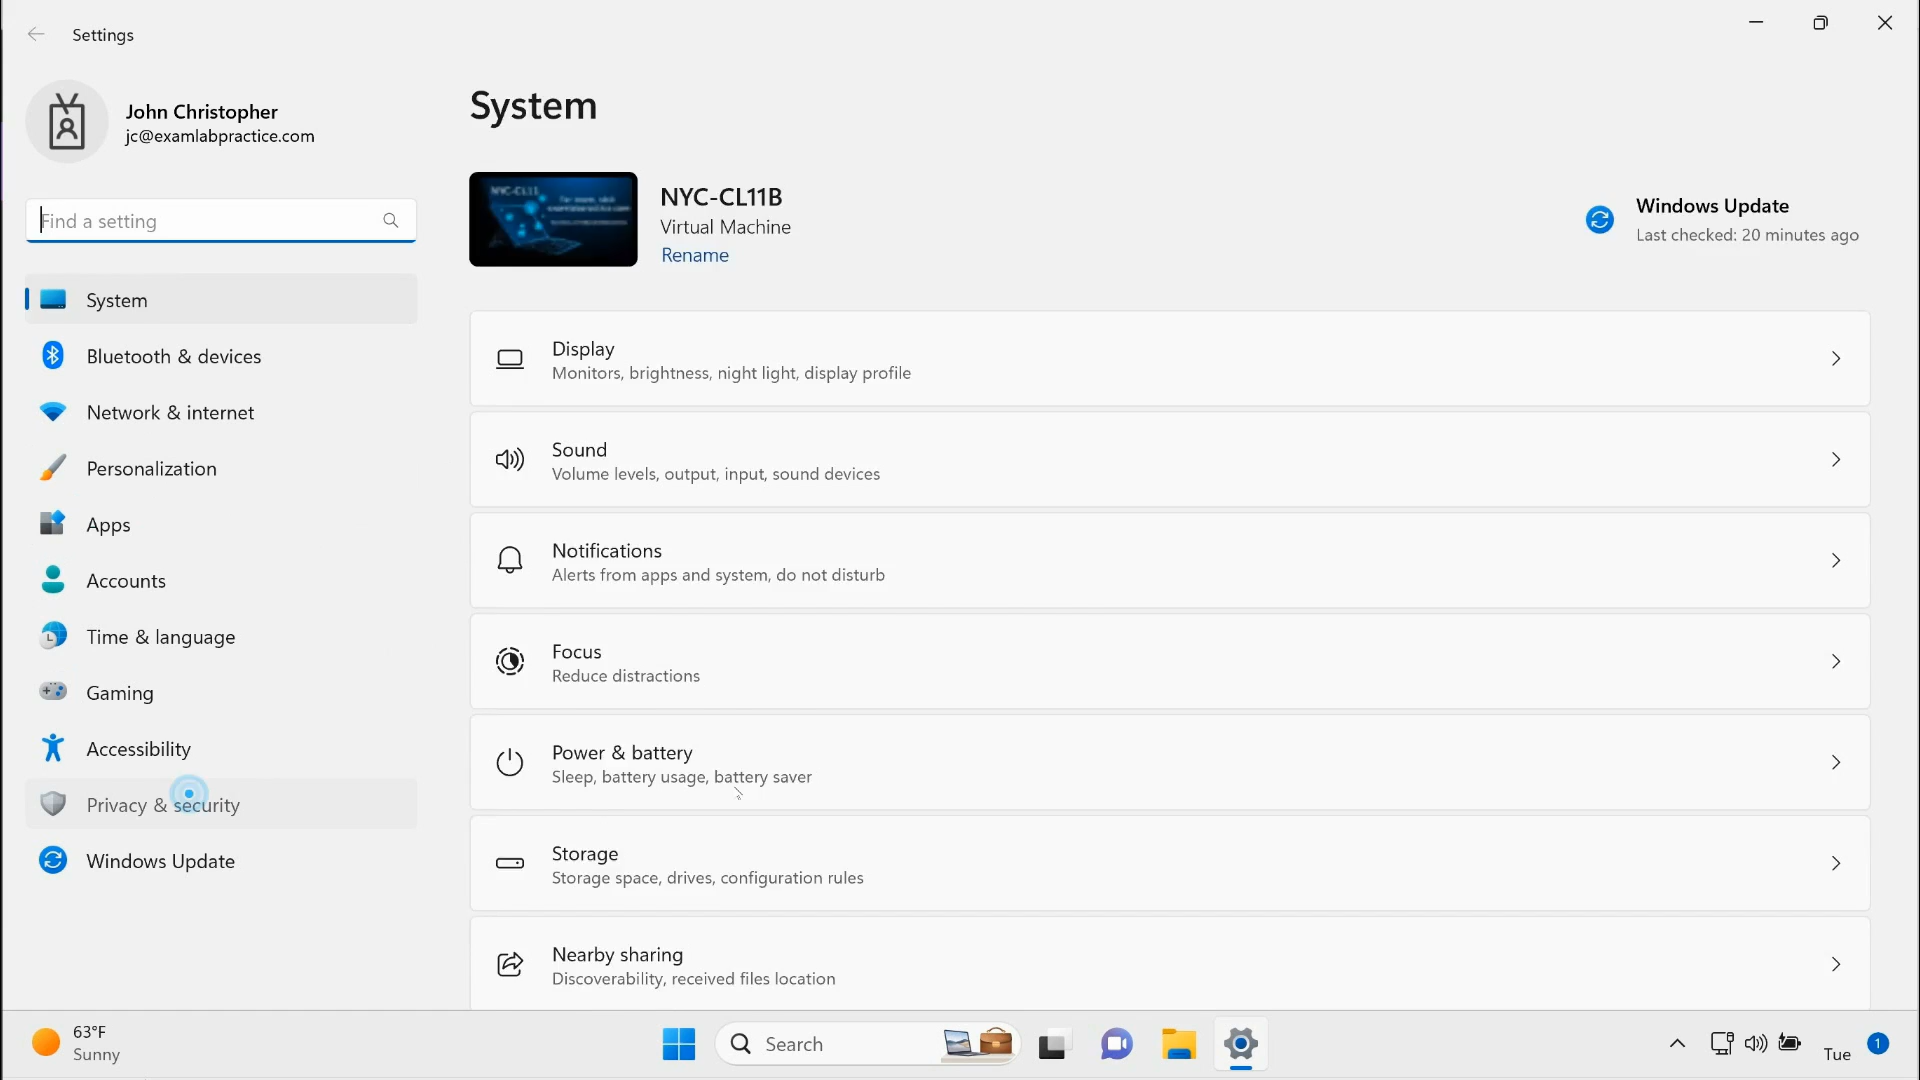 Settings
John Christopher
jc@examlabpractice.com
Find a setting
System
Bluetooth & devices
Network & internet
Personalization
Apps
Accounts
Time & language
Gaming
Accessibility
Privacy & security
Windows Update
System
NYC-CL11
NYC-CL11B
Virtual Machine
Rename
Windows Update
Last checked: 20 minutes ago
Display
Monitors, brightness, night light, display profile
Sound
Volume levels, output, input, sound devices
Notifications
Alerts from apps and system, do not disturb
Focus
Reduce distractions
Power & battery
Sleep, battery usage, battery saver
Storage
Storage space, drives, configuration rules
Nearby sharing
Discoverability, received files location
63°F
Sunny
Search
Tue
1